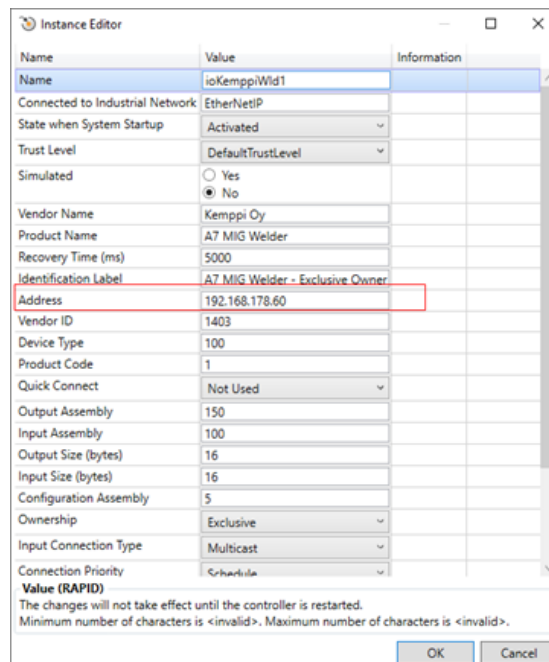 Instance Editor
Name Value Information
Name ioKemppiWld1
Connected to Industrial Network EtherNetIP
State when System Startup Activated
Trust Level DefaultTrustLevel
Simulated Yes
No
Vendor Name Kemppi Oy
Product Name A7 MIG Welder
Recovery Time (ms) 5000
Identification Label A7 MIG Welder - Exclusive Owner
Address 192.168.178.60
Vendor ID 1403
Device Type 100
Product Code 1
Quick Connect Not Used
Output Assembly 150
Input Assembly 100
Output Size (bytes) 16
Input Size (bytes) 16
Configuration Assembly 5
Ownership Exclusive
Input Connection Type Multicast
Connection Priority Schedule
Value (RAPID)
The changes will not take effect until the controller is restarted.
Minimum number of characters is <invalid>. Maximum number of characters is <invalid>.
OK Cancel